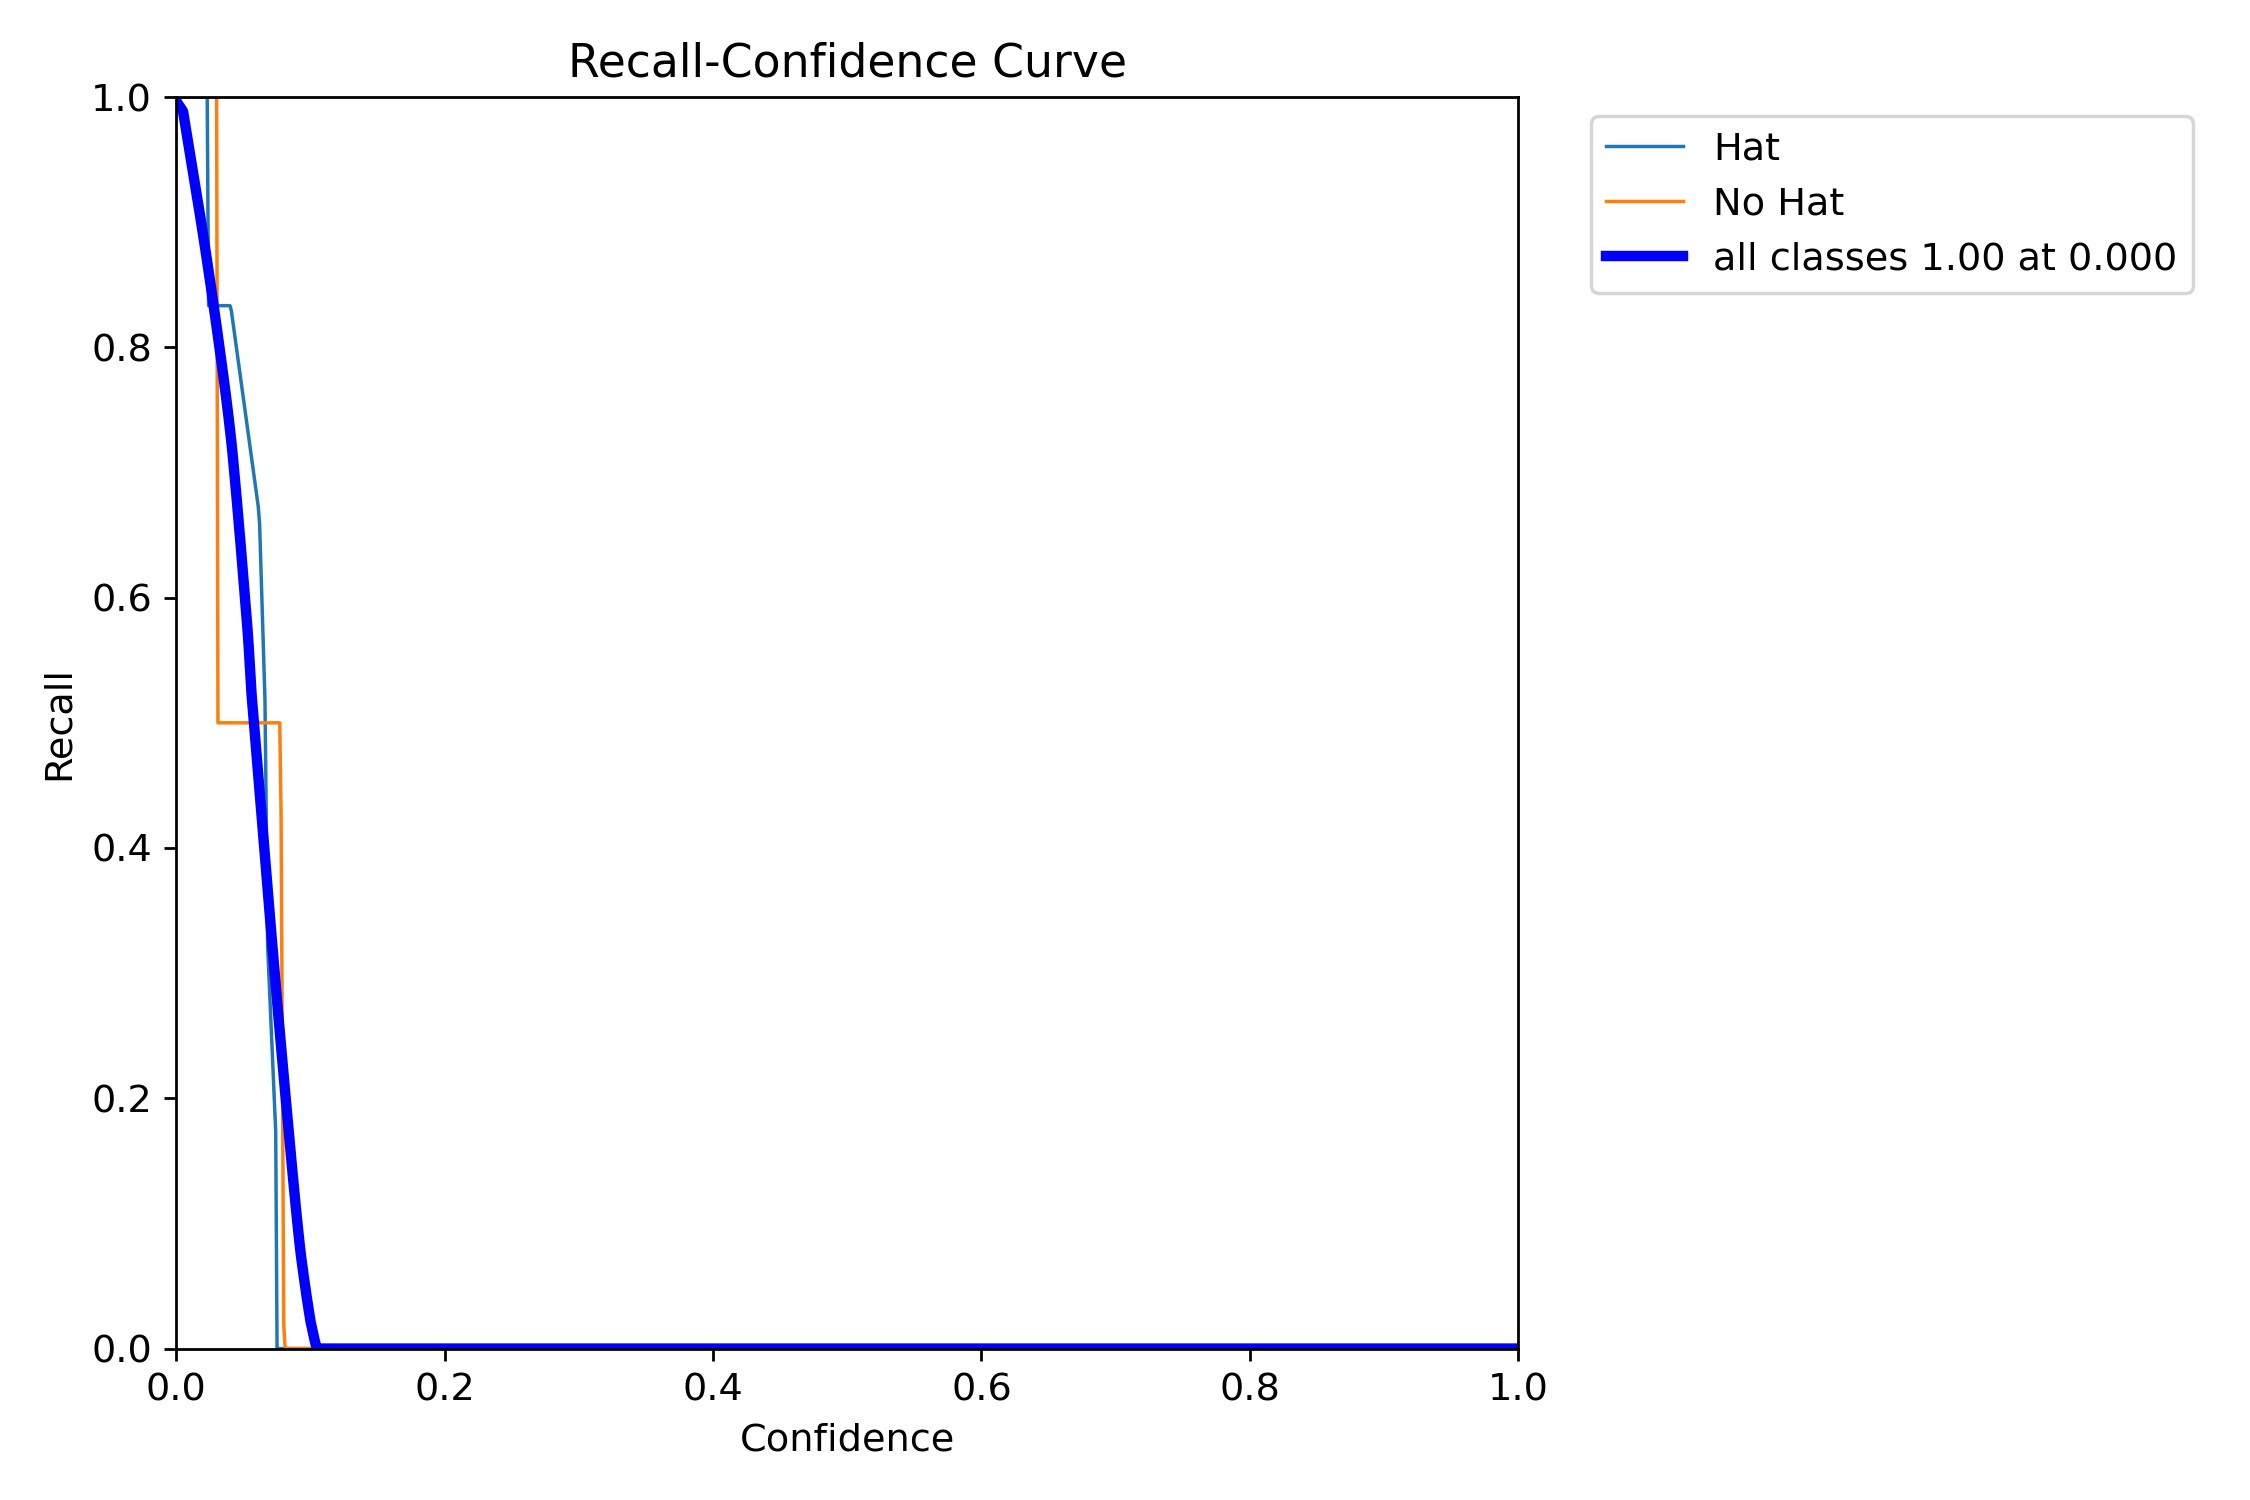 Recall-Confidence Curve
1.0
0.8
0.6
0.4
0.2
0.0
Recall
0.0 0.2 0.4 0.6 0.8 1.0
Confidence
Hat
No Hat
all classes 1.00 at 0.000